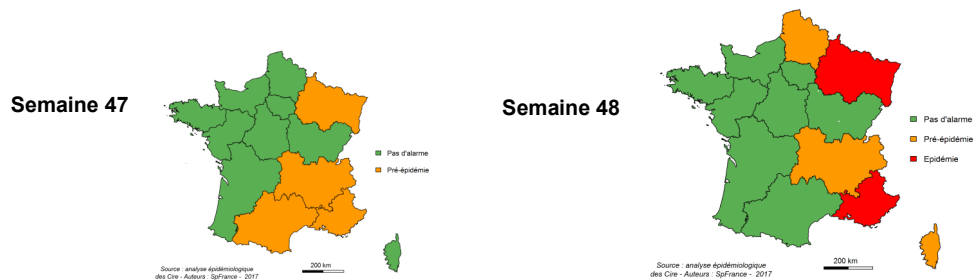 Semaine 47
Pas d'alarme
Pré-épidémie
200 km
Source : analyse épidémiologique
des Cire - Auteurs : SpFrance - 2017
Semaine 48
Pas d'alarme
Pré-épidémie
Epidémie
200 km
Source : analyse épidémiologique
des Cire - Auteurs : SpFrance - 2017